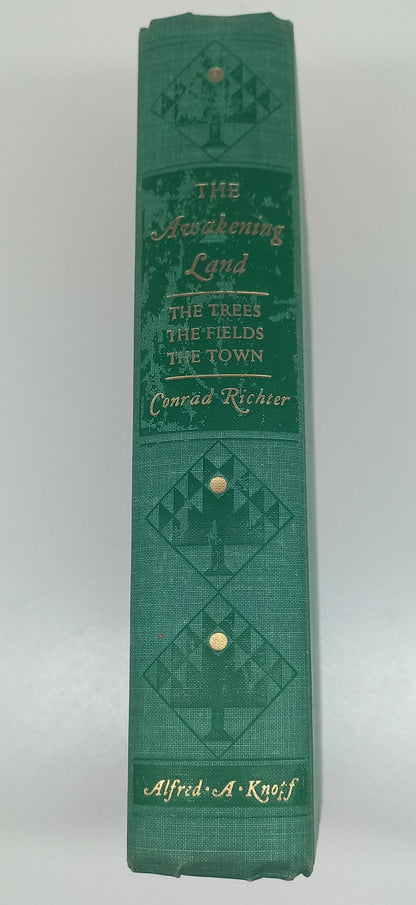 THE
Awakening
Land
THE TREES
THE FIELDS
THE TOWN
Conrad Richter
Alfred · A · Knopf